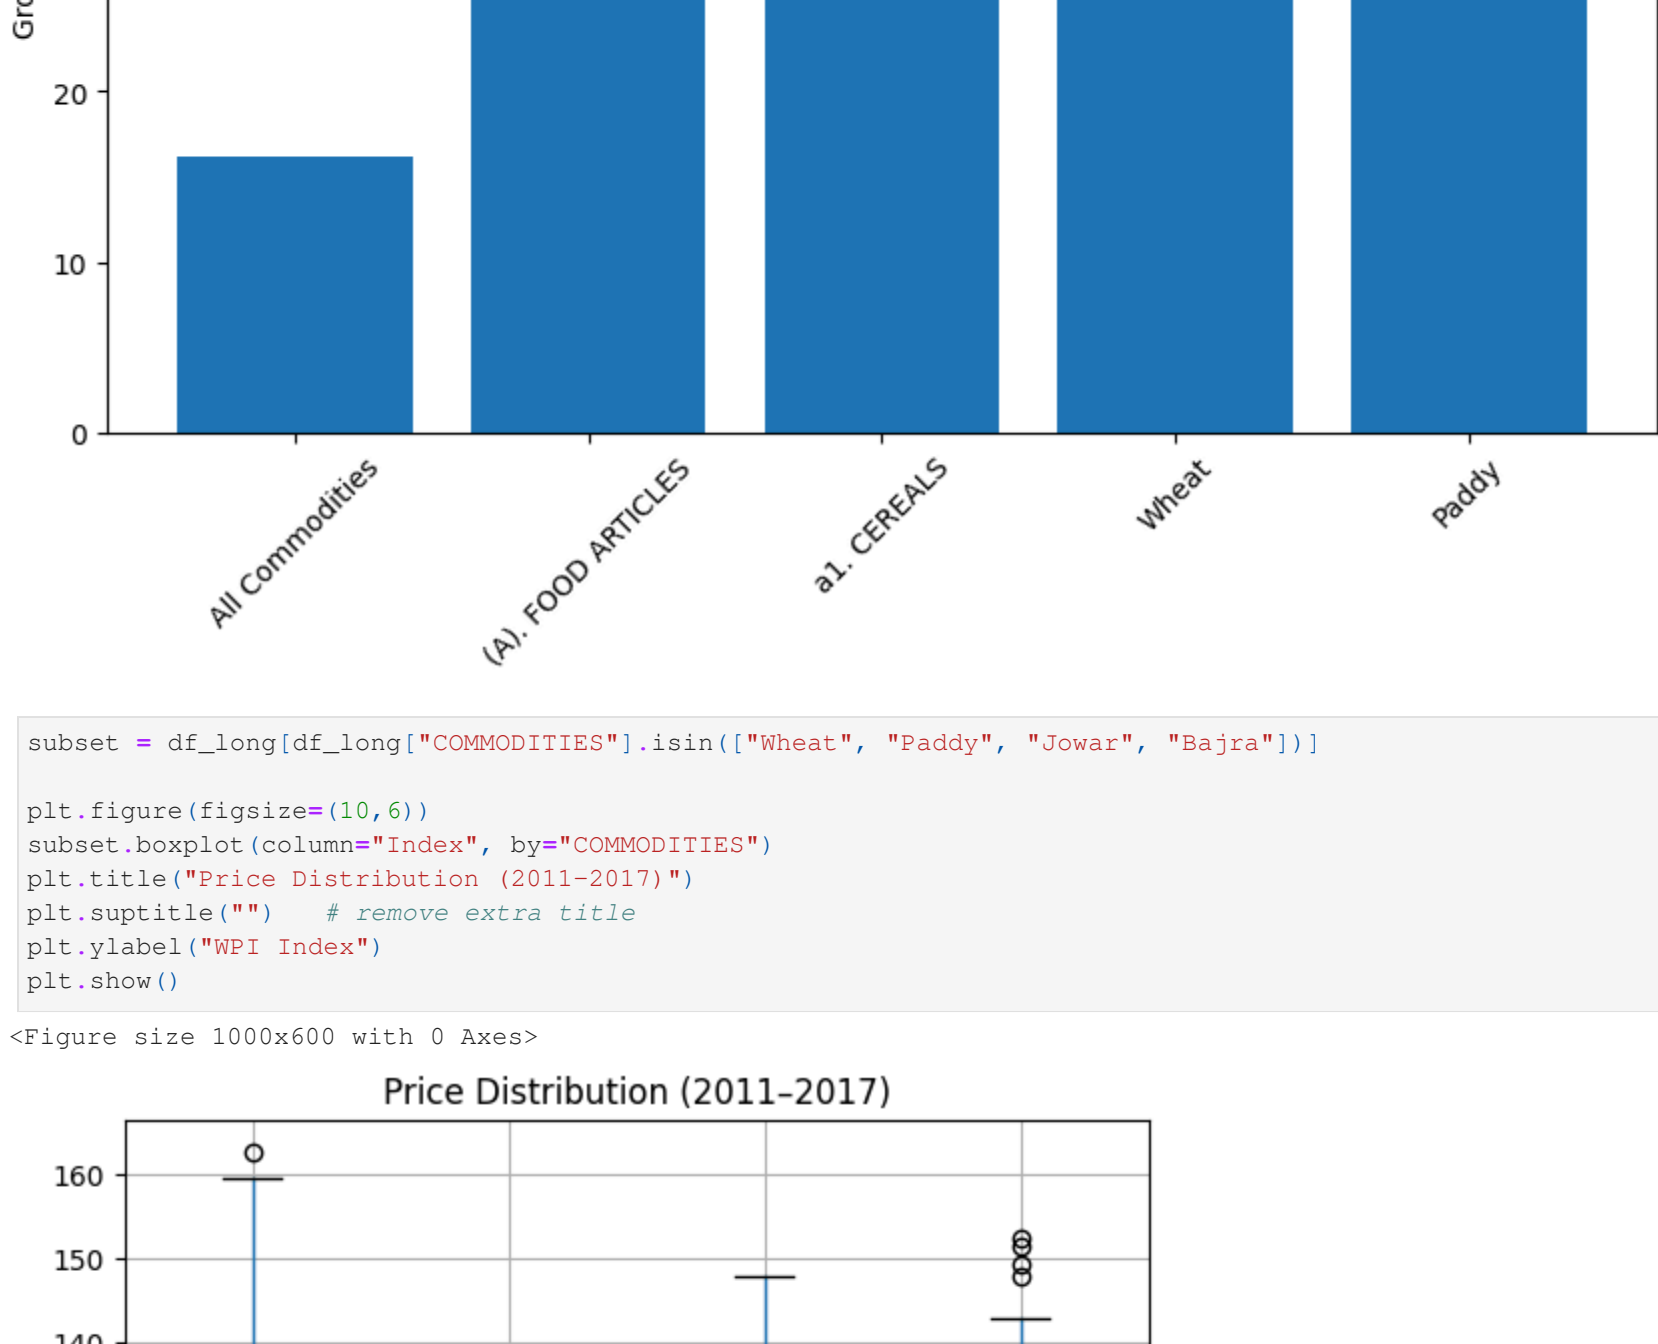 Gro
20
10
0
All Commodities
(A). FOOD ARTICLES
a1. CEREALS
Wheat
Paddy
subset = df_long[df_long["COMMODITIES"].isin(["Wheat", "Paddy", "Jowar", "Bajra"])]
plt.figure(figsize=(10,6))
subset.boxplot(column="Index", by="COMMODITIES")
plt.title("Price Distribution (2011–2017)")
plt.suptitle("")   # remove extra title
plt.ylabel("WPI Index")
plt.show()
<Figure size 1000x600 with 0 Axes>
Price Distribution (2011–2017)
160
150
140